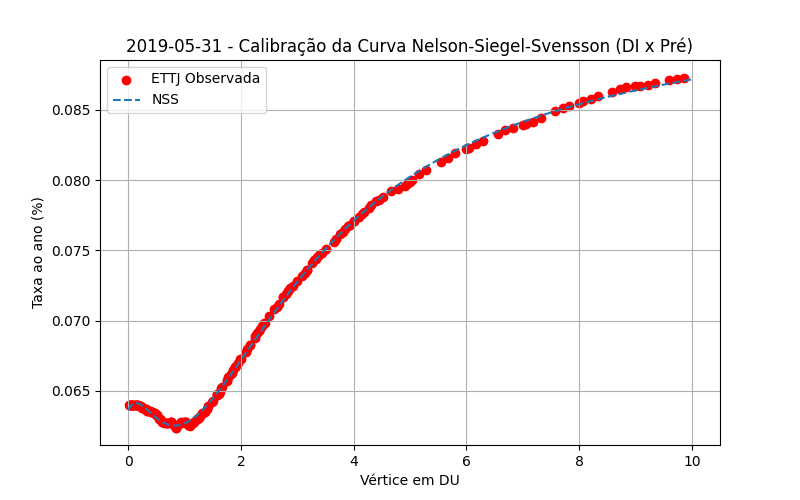 2019-05-31 - Calibração da Curva Nelson-Siegel-Svensson (DI x Pré)
ETTJ Observada
NSS
Taxa ao ano (%)
0.085
0.080
0.075
0.070
0.065
0 2 4 6 8 10
Vértice em DU